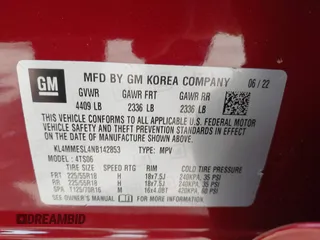 GM
MFD BY GM KOREA COMPANY 06/22
GVWR GAWR FRT GAWR RR
4409 LB 2336 LB 2336 LB
THIS VEHICLE CONFORMS TO ALL APPLICABLE U.S. FEDERAL
MOTOR VEHICLE SAFETY, BUMPER, AND THEFT PREVENTION
STANDARDS IN EFFECT ON THE DATE OF MANUFACTURE
SHOWN ABOVE.
KL4MMESL4NB142853 TYPE: MPV
MODEL: 4TS06
TIRE SIZE SPEED RIM COLD TIRE PRESSURE
FRT 225/55R18 H 18x7.5J 240KPA, 35 PSI
RR 225/55R18 H 18x7.5J 240KPA, 35 PSI
SPA T125/70R16 M 16x4.0BT 420KPA, 60 PSI
SEE OWNER'S MANUAL FOR ADDITIONAL INFORMATION
DREAMBID